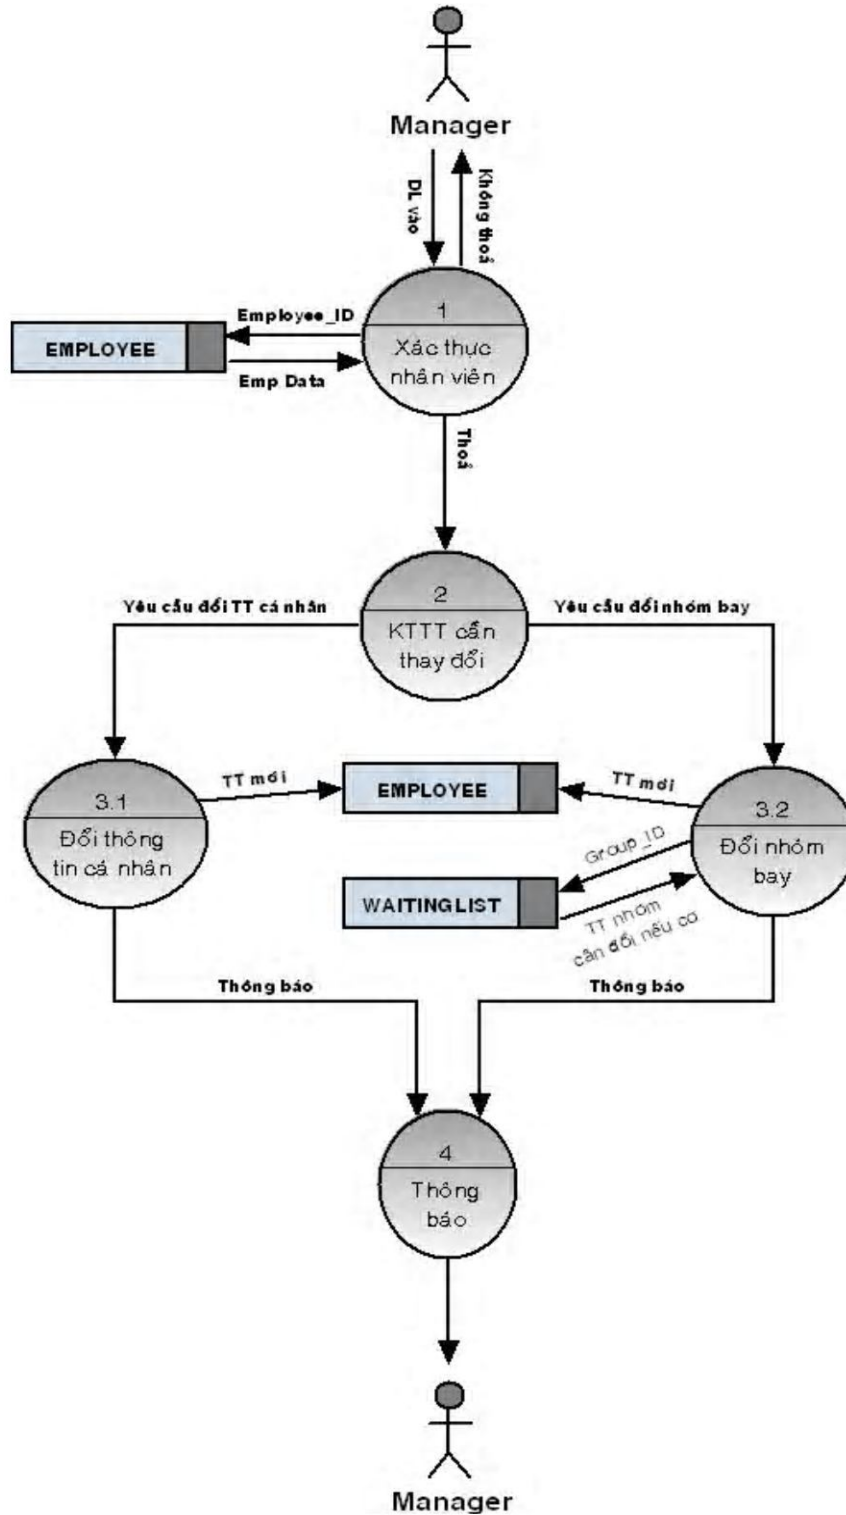 Manager
DL vào
Không thoả
1
Xác thực
nhân viên
Employee_ID
EMPLOYEE
Emp Data
Thoả
2
KTTT cần
thay đổi
Yêu cầu đổi TT cá nhân
Yêu cầu đổi nhóm bay
3.1
Đổi thông
tin cá nhân
TT mới
EMPLOYEE
TT mới
3.2
Đổi nhóm
bay
Group_ID
WAITINGLIST
TT nhóm
cần đổi nếu có
Thông báo
Thông báo
4
Thông
báo
Manager